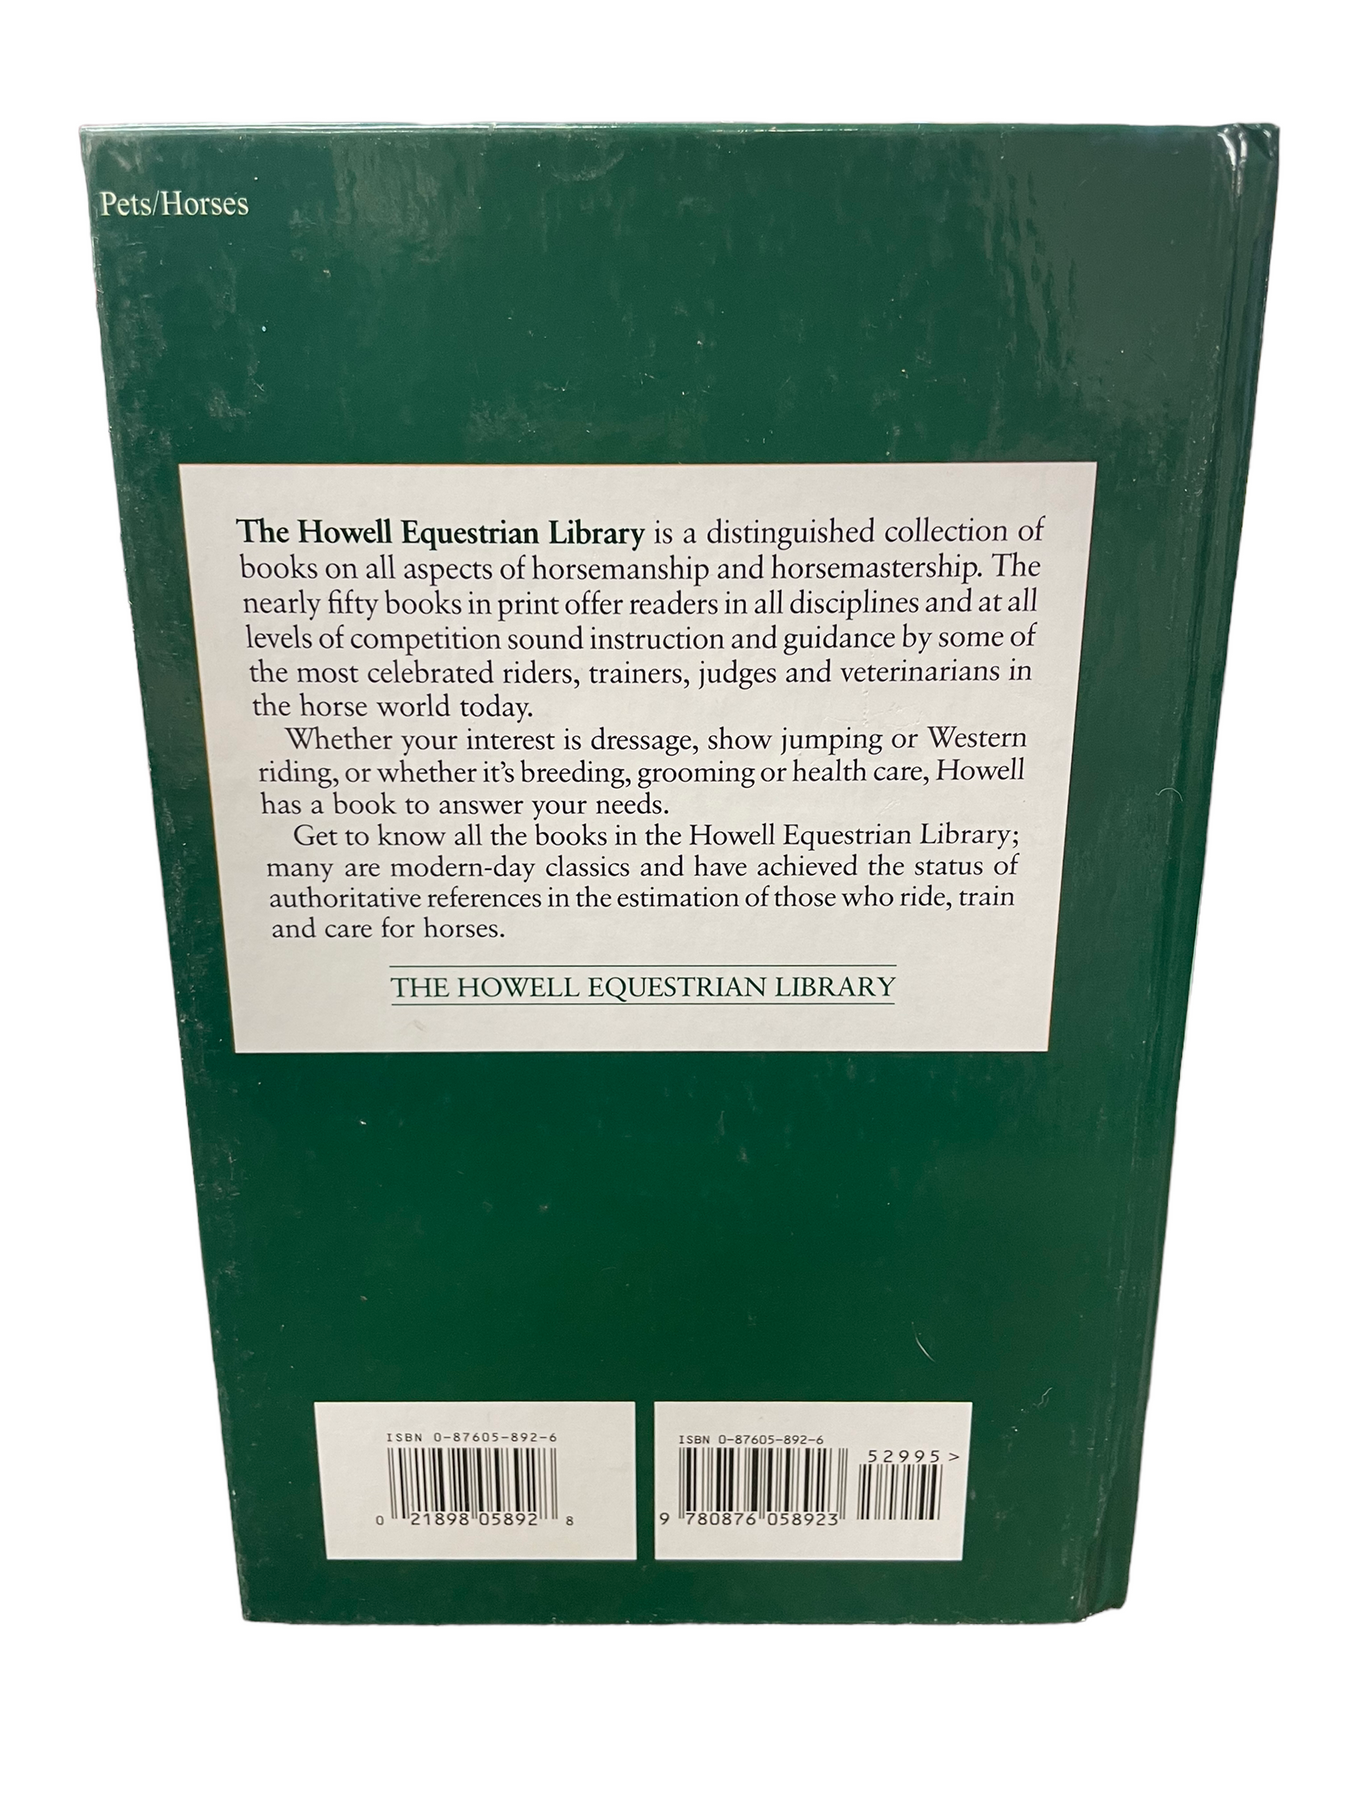 Pets/Horses
The Howell Equestrian Library is a distinguished collection of
books on all aspects of horsemanship and horsemastership. The
nearly fifty books in print offer readers in all disciplines and at all
levels of competition sound instruction and guidance by some of
the most celebrated riders, trainers, judges and veterinarians in
the horse world today.
Whether your interest is dressage, show jumping or Western
riding, or whether it's breeding, grooming or health care, Howell
has a book to answer your needs.
Get to know all the books in the Howell Equestrian Library;
many are modern-day classics and have achieved the status of
authoritative references in the estimation of those who ride, train
and care for horses.
THE HOWELL EQUESTRIAN LIBRARY
ISBN 0-87605-892-6
0 21898 05892 8
ISBN 0-87605-892-6
52995>
9 780876 058923